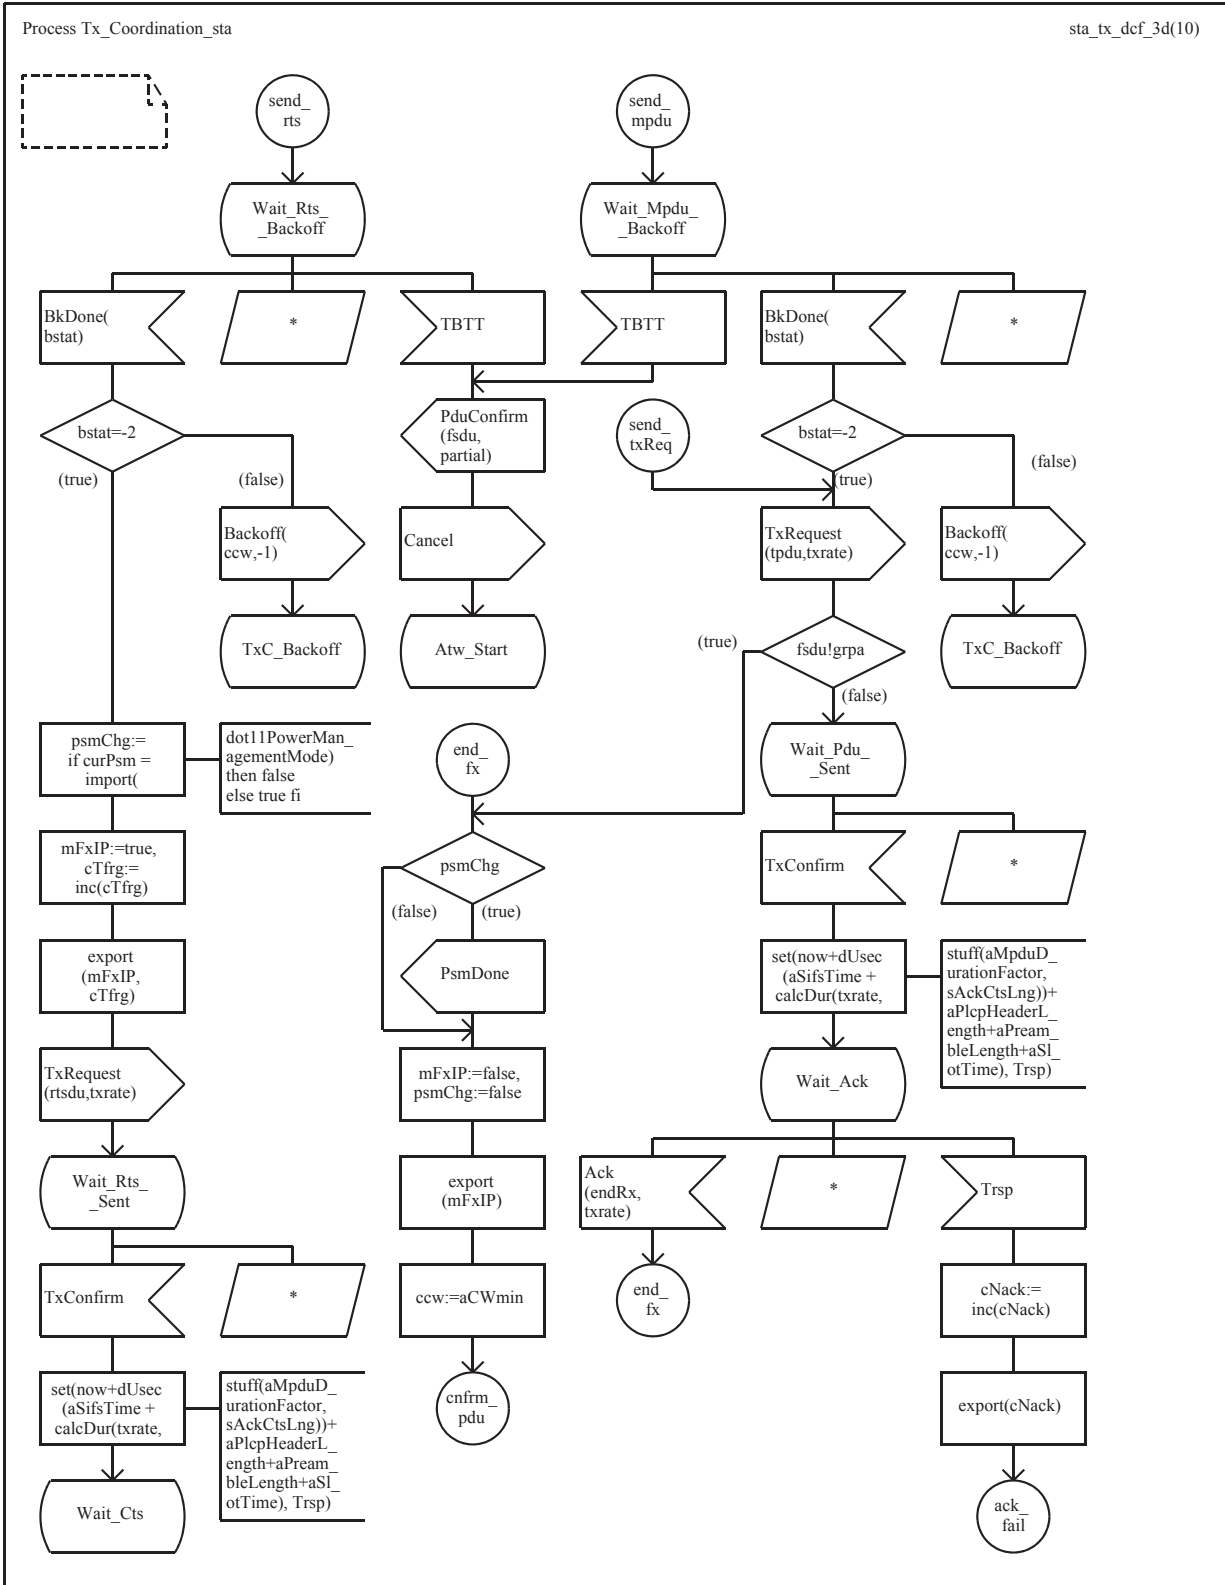 Process Tx_Coordination_sta
sta_tx_dcf_3d(10)
send_
rts
send_
mpdu
Wait_Rts_
_Backoff
Wait_Mpdu_
_Backoff
BkDone(
bstat)
*
TBTT
TBTT
BkDone(
bstat)
*
bstat=-2
(true)
(false)
PduConfirm
(fsdu,
partial)
send_
txReq
bstat=-2
(true)
(false)
Backoff(
ccw,-1)
Cancel
TxRequest
(tpdu,txrate)
Backoff(
ccw,-1)
TxC_Backoff
Atw_Start
(true)
fsdu!grpa
(false)
TxC_Backoff
psmChg:=
if curPsm =
import(
dot11PowerMan_
agementMode)
then false
else true fi
end_
fx
Wait_Pdu_
_Sent
mFxIP:=true,
cTfrg:=
inc(cTfrg)
psmChg
(false)
(true)
TxConfirm
*
export
(mFxIP,
cTfrg)
PsmDone
set(now+dUsec
(aSifsTime +
calcDur(txrate,
stuff(aMpduD_
urationFactor,
sAckCtsLng))+
aPlcpHeaderL_
ength+aPream_
bleLength+aSl_
otTime), Trsp)
TxRequest
(rtsdu,txrate)
mFxIP:=false,
psmChg:=false
Wait_Ack
Wait_Rts_
_Sent
export
(mFxIP)
Ack
(endRx,
txrate)
*
Trsp
TxConfirm
*
ccw:=aCWmin
end_
fx
cNack:=
inc(cNack)
set(now+dUsec
(aSifsTime +
calcDur(txrate,
stuff(aMpduD_
urationFactor,
sAckCtsLng))+
aPlcpHeaderL_
ength+aPream_
bleLength+aSl_
otTime), Trsp)
cnfrm_
pdu
export(cNack)
Wait_Cts
ack_
fail